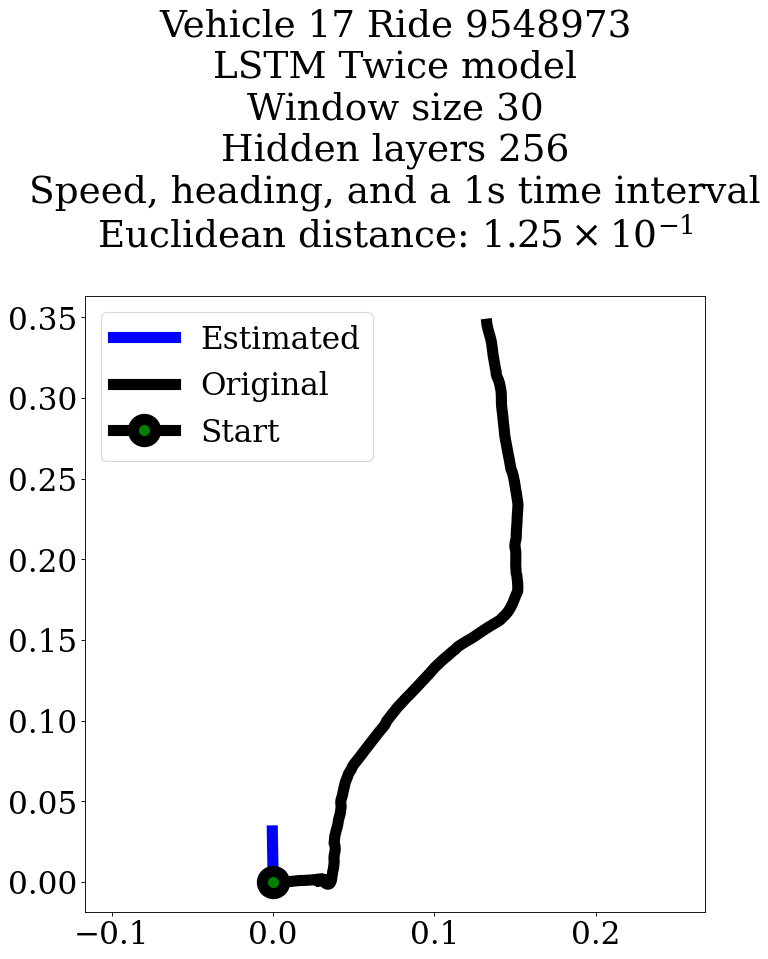 Vehicle 17 Ride 9548973
LSTM Twice model
Window size 30
Hidden layers 256
Speed, heading, and a 1s time interval
Euclidean distance: 1.25 × 10⁻¹
Estimated
Original
Start
0.35
0.30
0.25
0.20
0.15
0.10
0.05
0.00
−0.1 0.0 0.1 0.2